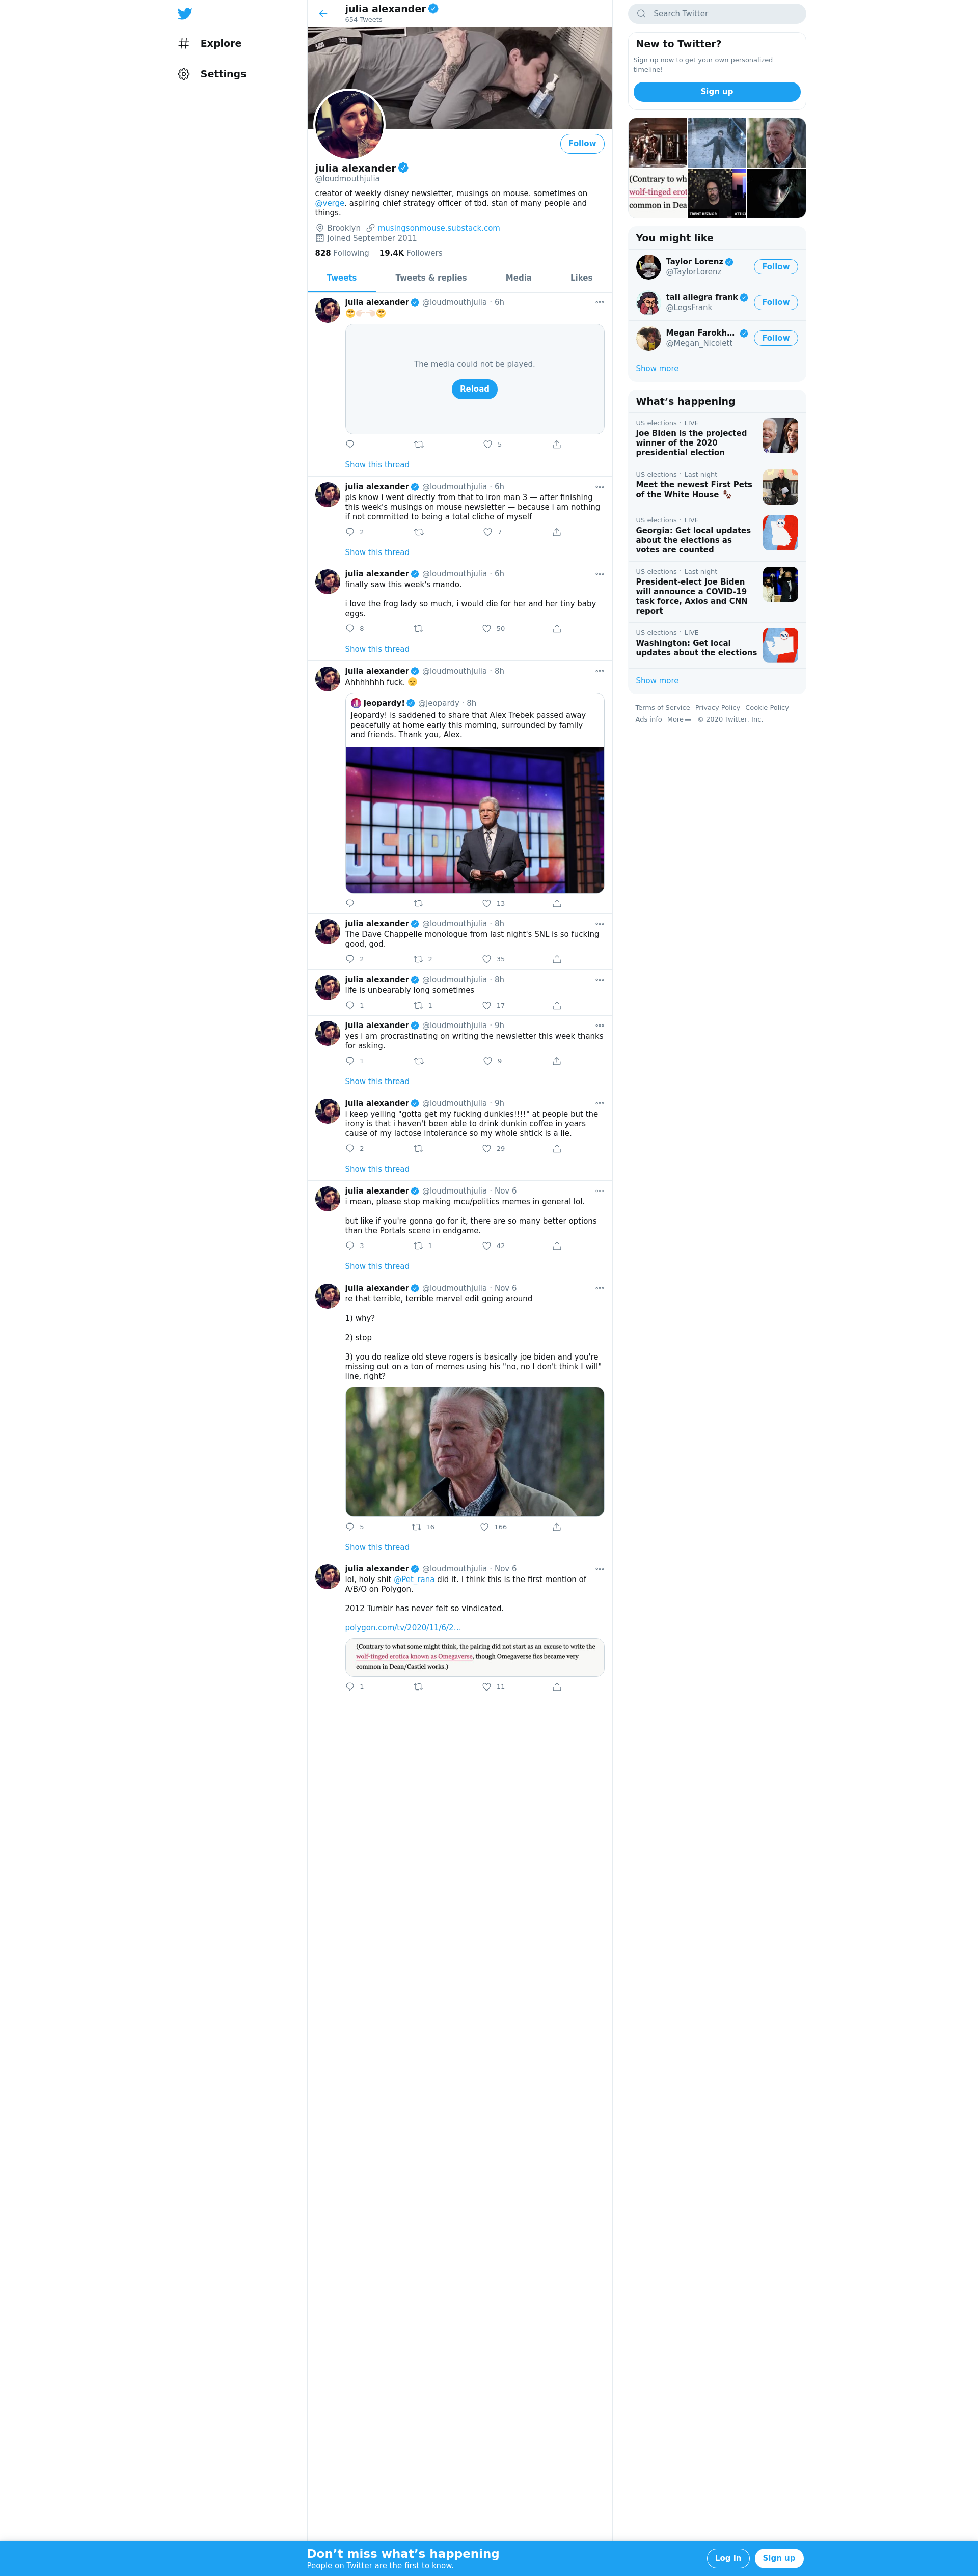 Explore
Settings
julia alexander
654 Tweets
Follow
julia alexander
@loudmouthjulia
creator of weekly disney newsletter, musings on mouse. sometimes on
@verge. aspiring chief strategy officer of tbd. stan of many people and
things.
Brooklyn musingsonmouse.substack.com
Joined September 2011
828 Following 19.4K Followers
Tweets Tweets & replies Media Likes
julia alexander @loudmouthjulia · 6h
The media could not be played.
Reload
5
Show this thread
julia alexander @loudmouthjulia · 6h
pls know i went directly from that to iron man 3 — after finishing
this week's musings on mouse newsletter — because i am nothing
if not committed to being a total cliche of myself
2 7
Show this thread
julia alexander @loudmouthjulia · 6h
finally saw this week's mando.
i love the frog lady so much, i would die for her and her tiny baby
eggs.
8 50
Show this thread
julia alexander @loudmouthjulia · 8h
Ahhhhhhh fuck. 😔
Jeopardy! @Jeopardy · 8h
Jeopardy! is saddened to share that Alex Trebek passed away
peacefully at home early this morning, surrounded by family
and friends. Thank you, Alex.
JEOPARDY!
13
julia alexander @loudmouthjulia · 8h
The Dave Chappelle monologue from last night's SNL is so fucking
good, god.
2 2 35
julia alexander @loudmouthjulia · 8h
life is unbearably long sometimes
1 1 17
julia alexander @loudmouthjulia · 9h
yes i am procrastinating on writing the newsletter this week thanks
for asking.
1 9
Show this thread
julia alexander @loudmouthjulia · 9h
i keep yelling "gotta get my fucking dunkies!!!!" at people but the
irony is that i haven't been able to drink dunkin coffee in years
cause of my lactose intolerance so my whole shtick is a lie.
2 29
Show this thread
julia alexander @loudmouthjulia · Nov 6
i mean, please stop making mcu/politics memes in general lol.
but like if you're gonna go for it, there are so many better options
than the Portals scene in endgame.
3 1 42
Show this thread
julia alexander @loudmouthjulia · Nov 6
re that terrible, terrible marvel edit going around
1) why?
2) stop
3) you do realize old steve rogers is basically joe biden and you're
missing out on a ton of memes using his "no, no I don't think I will"
line, right?
5 16 166
Show this thread
julia alexander @loudmouthjulia · Nov 6
lol, holy shit @Pet_rana did it. I think this is the first mention of
A/B/O on Polygon.
2012 Tumblr has never felt so vindicated.
polygon.com/tv/2020/11/6/2…
(Contrary to what some might think, the pairing did not start as an excuse to write the
wolf-tinged erotica known as Omegaverse, though Omegaverse fics became very
common in Dean/Castiel works.)
1 11
Search Twitter
New to Twitter?
Sign up now to get your own personalized
timeline!
Sign up
(Contrary to wh
wolf-tinged erot
common in Dea
TRENT REZNOR
You might like
Taylor Lorenz
@TaylorLorenz
Follow
tall allegra frank
@LegsFrank
Follow
Megan Farokh…
@Megan_Nicolett
Follow
Show more
What's happening
US elections · LIVE
Joe Biden is the projected
winner of the 2020
presidential election
US elections · Last night
Meet the newest First Pets
of the White House 🐾
US elections · LIVE
Georgia: Get local updates
about the elections as
votes are counted
GA
US elections · Last night
President-elect Joe Biden
will announce a COVID-19
task force, Axios and CNN
report
US elections · LIVE
Washington: Get local
updates about the elections
WA
Show more
Terms of Service Privacy Policy Cookie Policy
Ads info More © 2020 Twitter, Inc.
Don't miss what's happening
People on Twitter are the first to know.
Log in Sign up